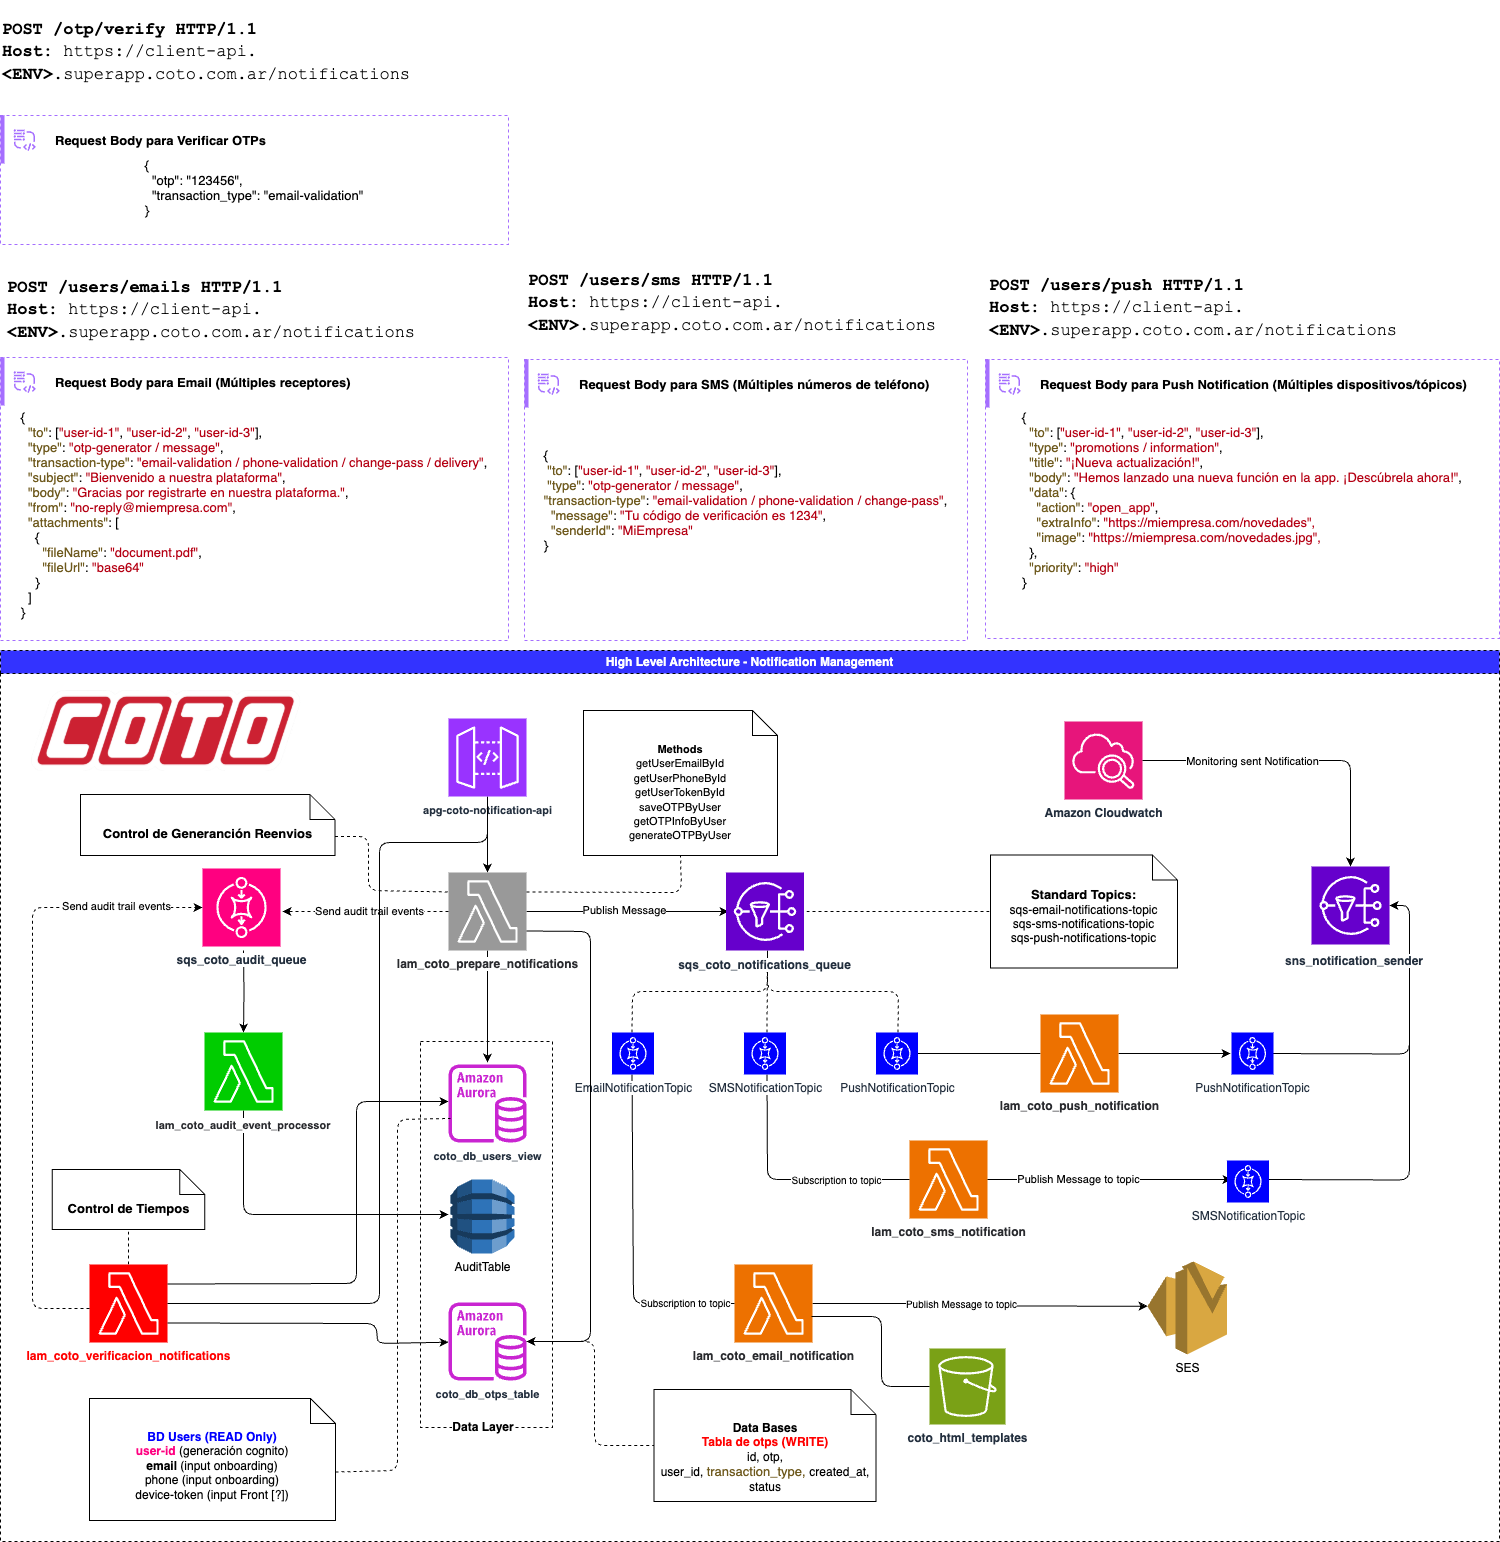 POST /otp/verify HTTP/1.1
Host: https://client-api.
<ENV>.superapp.coto.com.ar/notifications
Request Body para Verificar OTPs
{
"otp": "123456",
"transaction_type": "email-validation"
}
POST /users/emails HTTP/1.1
Host: https://client-api.
<ENV>.superapp.coto.com.ar/notifications
Request Body para Email (Múltiples receptores)
{
"to": ["user-id-1", "user-id-2", "user-id-3"],
"type": "otp-generator / message",
"transaction-type": "email-validation / phone-validation / change-pass / delivery",
"subject": "Bienvenido a nuestra plataforma",
"body": "Gracias por registrarte en nuestra plataforma.",
"from": "no-reply@miempresa.com",
"attachments": [
{
"fileName": "document.pdf",
"fileUrl": "base64"
}
]
}
POST /users/sms HTTP/1.1
Host: https://client-api.
<ENV>.superapp.coto.com.ar/notifications
Request Body para SMS (Múltiples números de teléfono)
{
"to": ["user-id-1", "user-id-2", "user-id-3"],
"type": "otp-generator / message",
"transaction-type": "email-validation / phone-validation / change-pass",
"message": "Tu código de verificación es 1234",
"senderId": "MiEmpresa"
}
POST /users/push HTTP/1.1
Host: https://client-api.
<ENV>.superapp.coto.com.ar/notifications
Request Body para Push Notification (Múltiples dispositivos/tópicos)
{
"to": ["user-id-1", "user-id-2", "user-id-3"],
"type": "promotions / information",
"title": "¡Nueva actualización!",
"body": "Hemos lanzado una nueva función en la app. ¡Descúbrela ahora!",
"data": {
"action": "open_app",
"extraInfo": "https://miempresa.com/novedades",
"image": "https://miempresa.com/novedades.jpg",
},
"priority": "high"
}
High Level Architecture - Notification Management
COTO
apg-coto-notification-api
Methods
getUserEmailById
getUserPhoneById
getUserTokenById
saveOTPByUser
getOTPInfoByUser
generateOTPByUser
Amazon Cloudwatch
Monitoring sent Notification
Control de Generanción Reenvios
Send audit trail events
Send audit trail events
Publish Message
Standard Topics:
sqs-email-notifications-topic
sqs-sms-notifications-topic
sqs-push-notifications-topic
sqs_coto_audit_queue
lam_coto_prepare_notifications
sqs_coto_notifications_queue
sns_notification_sender
EmailNotificationTopic
SMSNotificationTopic
PushNotificationTopic
lam_coto_push_notification
PushNotificationTopic
lam_coto_audit_event_processor
Amazon
Aurora
coto_db_users_view
Control de Tiempos
Subscription to topic
Publish Message to topic
SMSNotificationTopic
lam_coto_sms_notification
AuditTable
lam_coto_verificacion_notifications
Amazon
Aurora
coto_db_otps_table
Data Layer
Subscription to topic
Publish Message to topic
lam_coto_email_notification
SES
coto_html_templates
BD Users (READ Only)
user-id (generación cognito)
email (input onboarding)
phone (input onboarding)
device-token (input Front [?])
Data Bases
Tabla de otps (WRITE)
id, otp,
user_id, transaction_type, created_at,
status